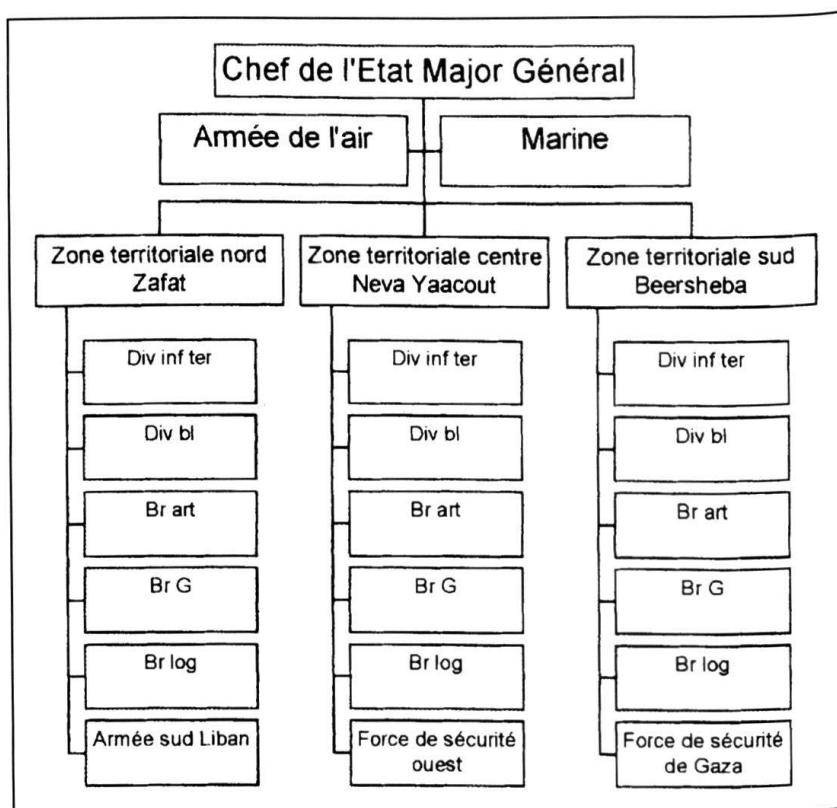 Chef de l'Etat Major Général
Armée de l'air
Marine
Zone territoriale nord
Zafat
Div inf ter
Div bl
Br art
Br G
Br log
Armée sud Liban
Zone territoriale centre
Neva Yaacout
Div inf ter
Div bl
Br art
Br G
Br log
Force de sécurité
ouest
Zone territoriale sud
Beersheba
Div inf ter
Div bl
Br art
Br G
Br log
Force de sécurité
de Gaza